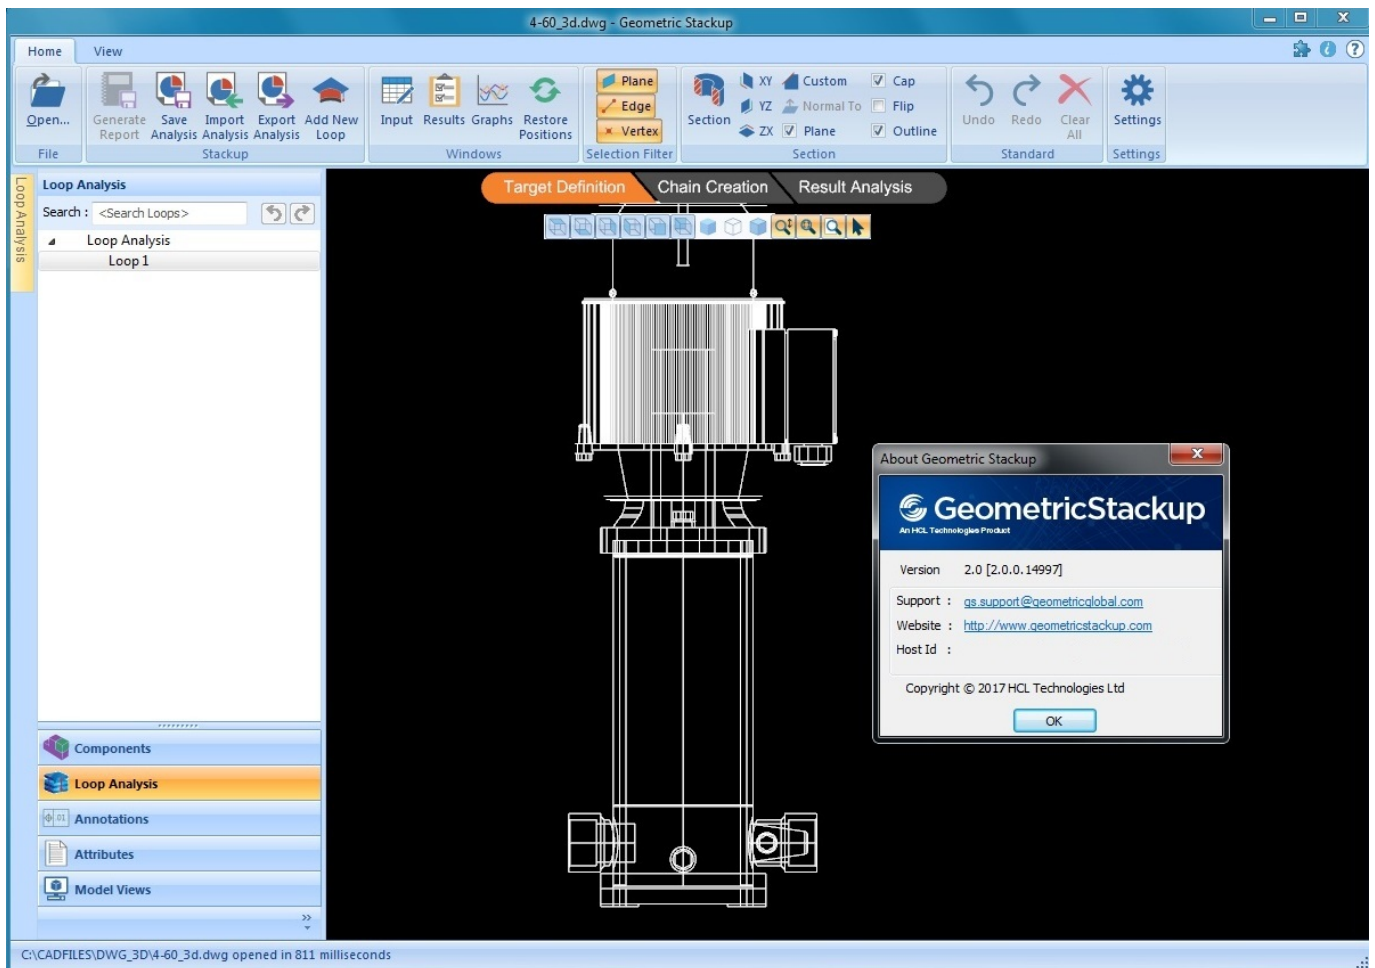 4-60_3d.dwg - Geometric Stackup
Home View
Open...
Generate Report
Save Analysis
Import Analysis
Export Analysis
Add New Loop
Input
Results
Graphs
Restore Positions
Plane
Edge
Vertex
Section
XY Custom Cap
YZ Normal To Flip
ZX Plane Outline
Undo
Redo
Clear All
Settings
File Stackup Windows Selection Filter Section Standard Settings
Loop Analysis
Loop Analysis
Search : <Search Loops>
Loop Analysis
Loop 1
Target Definition Chain Creation Result Analysis
About Geometric Stackup
GeometricStackup
An HCL Technologies Product
Version 2.0 [2.0.0.14997]
Support : gs.support@geometricglobal.com
Website : http://www.geometricstackup.com
Host Id :
Copyright © 2017 HCL Technologies Ltd
OK
Components
Loop Analysis
01
Annotations
Attributes
Model Views
C:\CADFILES\DWG_3D\4-60_3d.dwg opened in 811 milliseconds